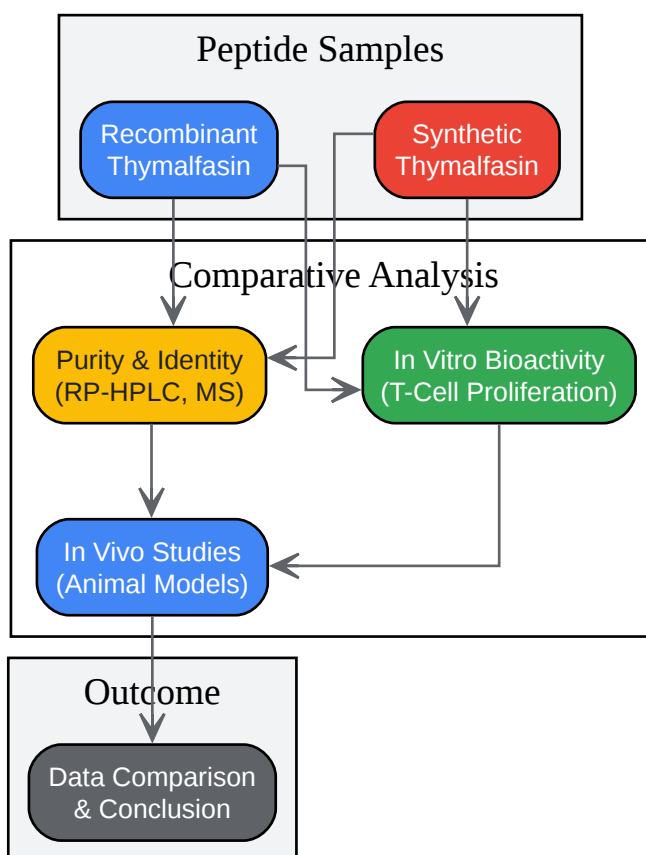 Peptide Samples
Recombinant
Thymalfasin
Synthetic
Thymalfasin
Comparative Analysis
Purity & Identity
(RP-HPLC, MS)
In Vitro Bioactivity
(T-Cell Proliferation)
In Vivo Studies
(Animal Models)
Outcome
Data Comparison
& Conclusion